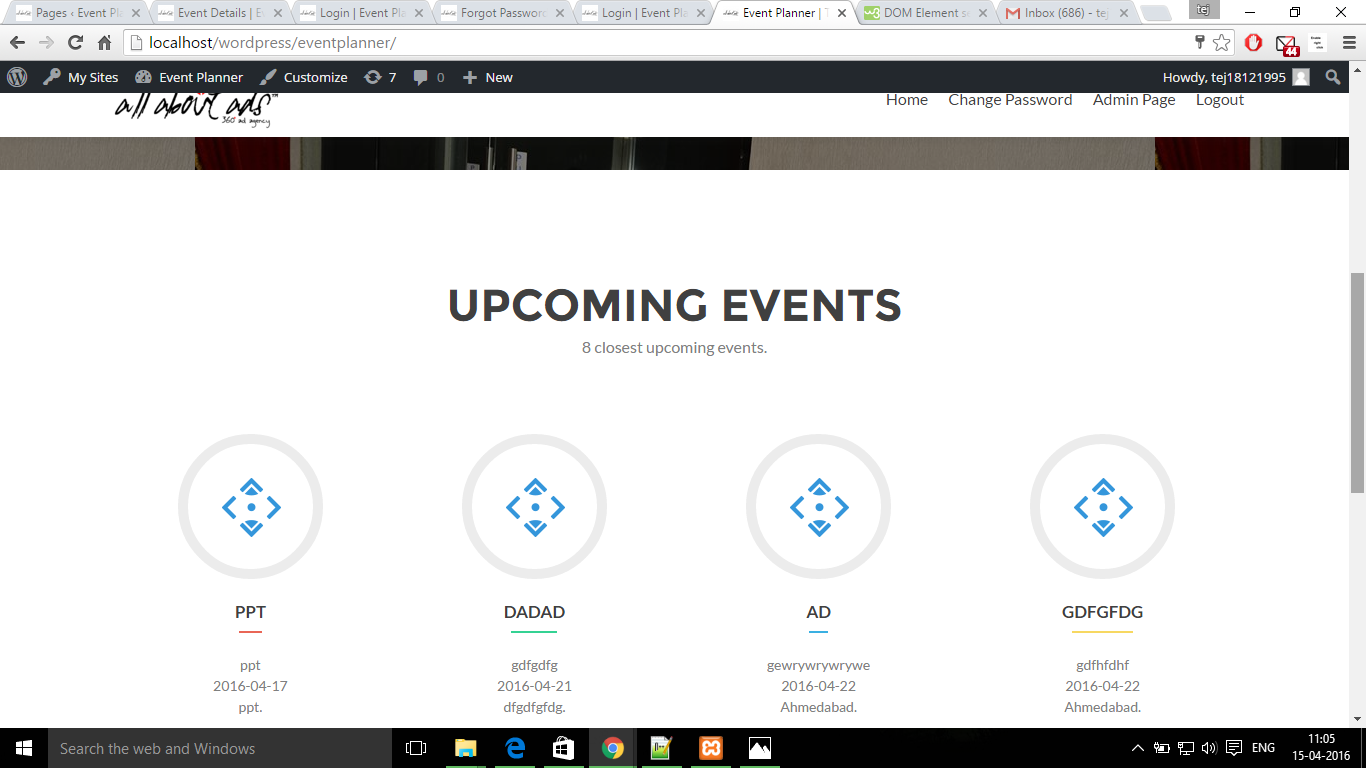 Pages ‹ Event Pla
Event Details | E
Login | Event Pla
Forgot Password
Login | Event Pla
Event Planner | T
DOM Element se
Inbox (686) - tej
tej
localhost/wordpress/eventplanner/
44
My Sites
Event Planner
Customize
7
0
New
Howdy, tej18121995
all about ads™
360° ad agency
Home
Change Password
Admin Page
Logout
UPCOMING EVENTS
8 closest upcoming events.
PPT
DADAD
AD
GDFGFDG
ppt
gdfgdfg
gewrywrywrywe
gdfhfdhf
2016-04-17
2016-04-21
2016-04-22
2016-04-22
ppt.
dfgdfgfdg.
Ahmedabad.
Ahmedabad.
Search the web and Windows
ENG
11:05
15-04-2016